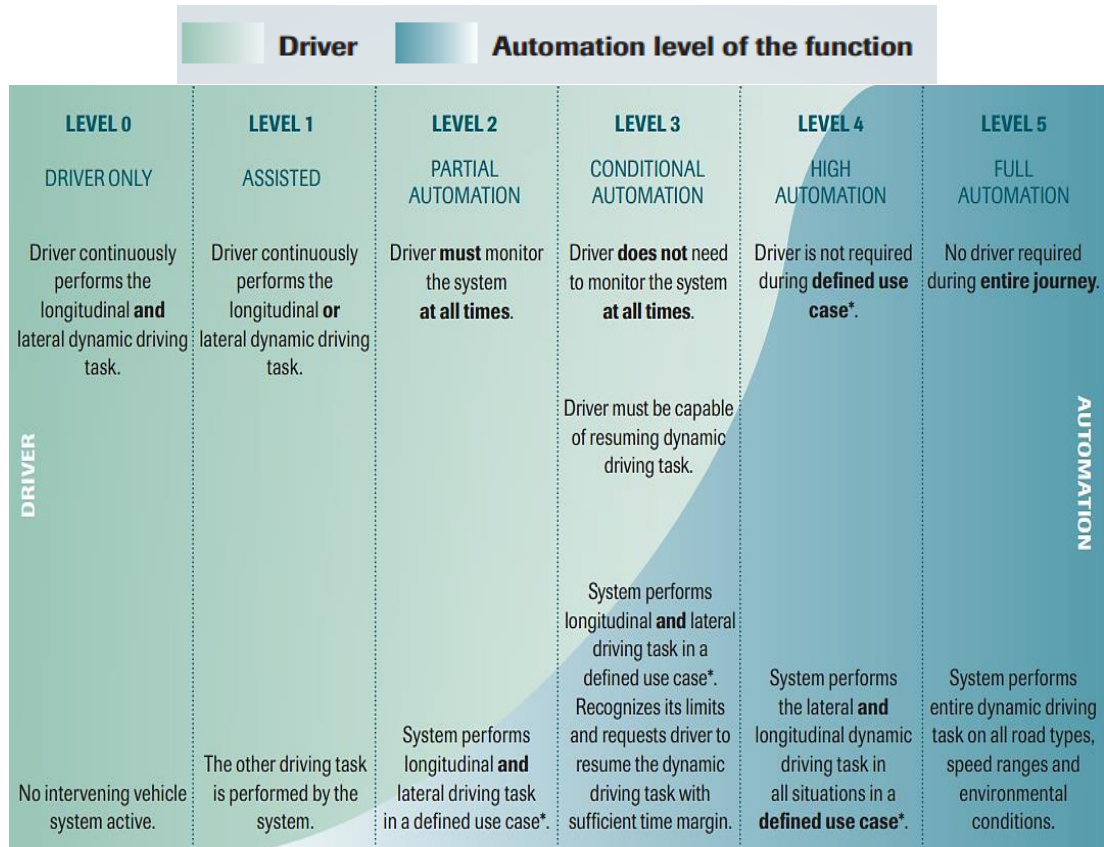 Driver
Automation level of the function
LEVEL 0
DRIVER ONLY
Driver continuously
performs the
longitudinal and
lateral dynamic driving
task.
No intervening vehicle
system active.
LEVEL 1
ASSISTED
Driver continuously
performs the
longitudinal or
lateral dynamic driving
task.
The other driving task
is performed by the
system.
LEVEL 2
PARTIAL
AUTOMATION
Driver must monitor
the system
at all times.
System performs
longitudinal and
lateral driving task
in a defined use case*.
LEVEL 3
CONDITIONAL
AUTOMATION
Driver does not need
to monitor the system
at all times.
Driver must be capable
of resuming dynamic
driving task.
System performs
longitudinal and lateral
driving task in a
defined use case*.
Recognizes its limits
and requests driver to
resume the dynamic
driving task with
sufficient time margin.
LEVEL 4
HIGH
AUTOMATION
Driver is not required
during defined use
case*.
System performs
the lateral and
longitudinal dynamic
driving task in
all situations in a
defined use case*.
LEVEL 5
FULL
AUTOMATION
No driver required
during entire journey.
System performs
entire dynamic driving
task on all road types,
speed ranges and
environmental
conditions.
DRIVER
AUTOMATION